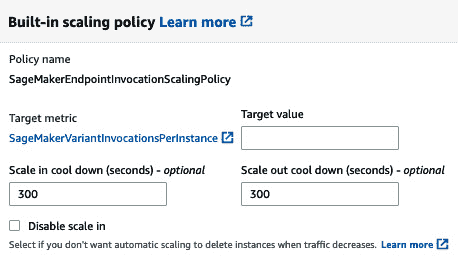 Built-in scaling policy Learn more
Policy name
SageMakerEndpointInvocationScalingPolicy
Target metric
SageMakerVariantInvocationsPerInstance
Target value
Scale in cool down (seconds) - optional
300
Scale out cool down (seconds) - optional
300
Disable scale in
Select if you don't want automatic scaling to delete instances when traffic decreases. Learn more